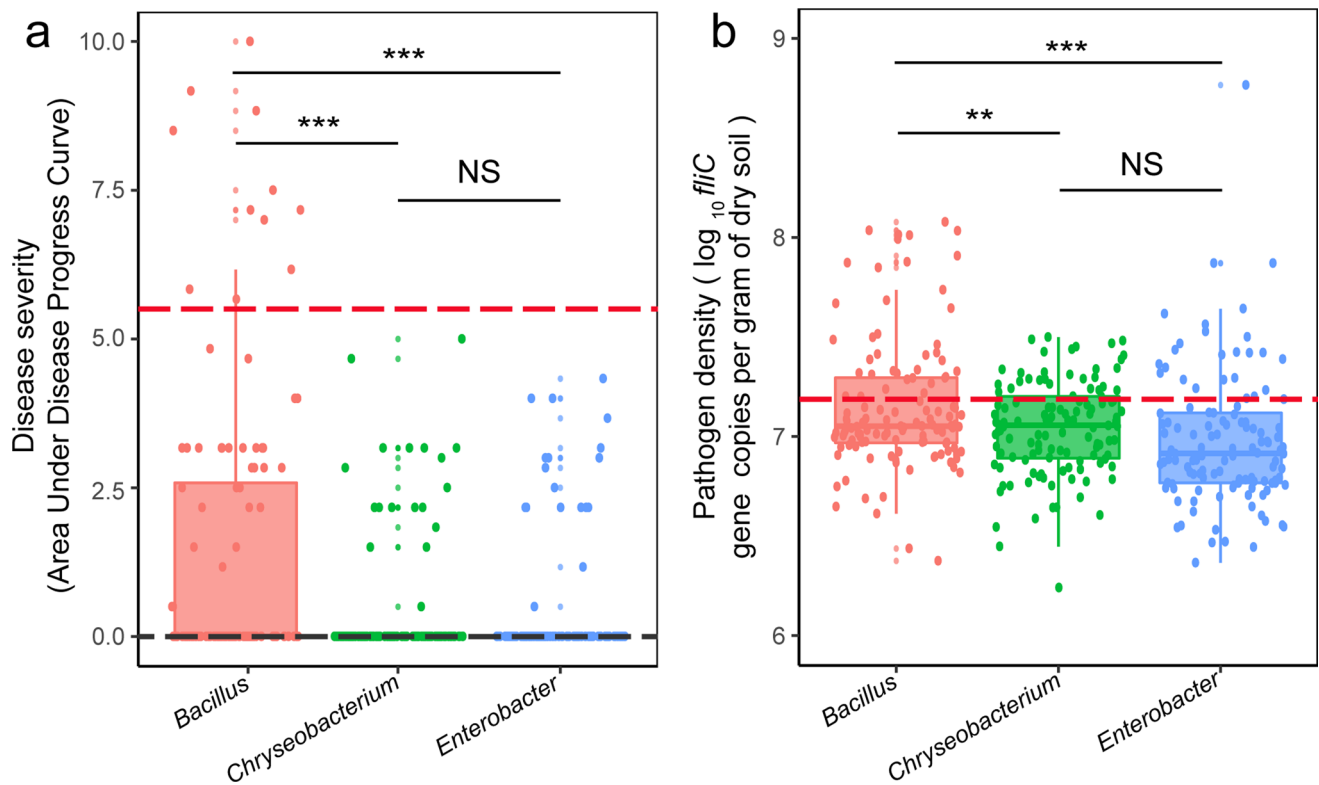 a
Disease severity
(Area Under Disease Progress Curve)
10.0
7.5
5.0
2.5
0.0
***
***
NS
Bacillus
Chryseobacterium
Enterobacter
b
Pathogen density ( log 10 fliC
gene copies per gram of dry soil )
9
8
7
6
***
**
NS
Bacillus
Chryseobacterium
Enterobacter